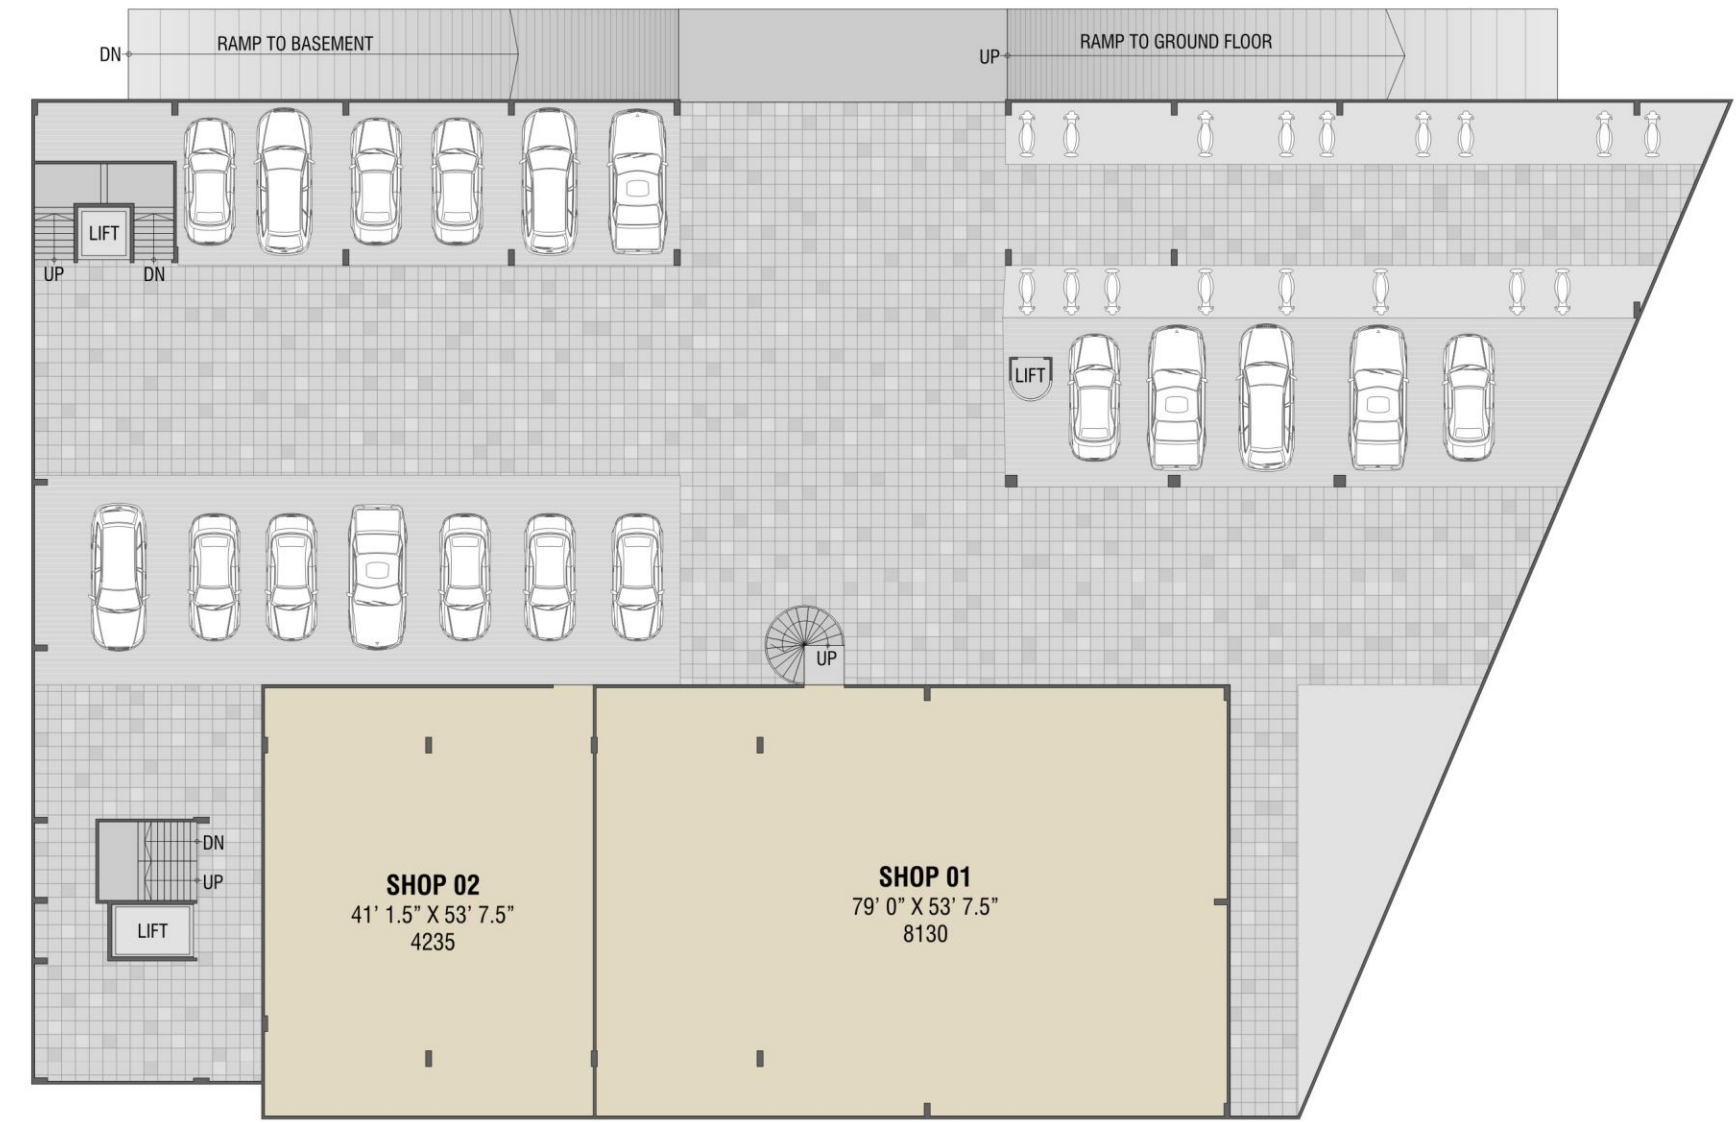 RAMP TO BASEMENT
DN
RAMP TO GROUND FLOOR
UP
LIFT
UP
DN
LIFT
UP
DN
UP
LIFT
SHOP 02
41' 1.5" X 53' 7.5"
4235
SHOP 01
79' 0" X 53' 7.5"
8130